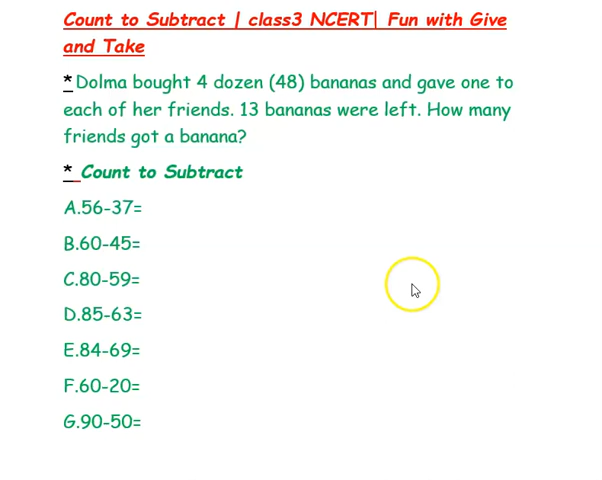 Count to Subtract | class3 NCERT| Fun with Give
and Take
* Dolma bought 4 dozen (48) bananas and gave one to
each of her friends. 13 bananas were left. How many
friends got a banana?
* Count to Subtract
A.56-37=
B.60-45=
C.80-59=
D.85-63=
E.84-69=
F.60-20=
G.90-50=